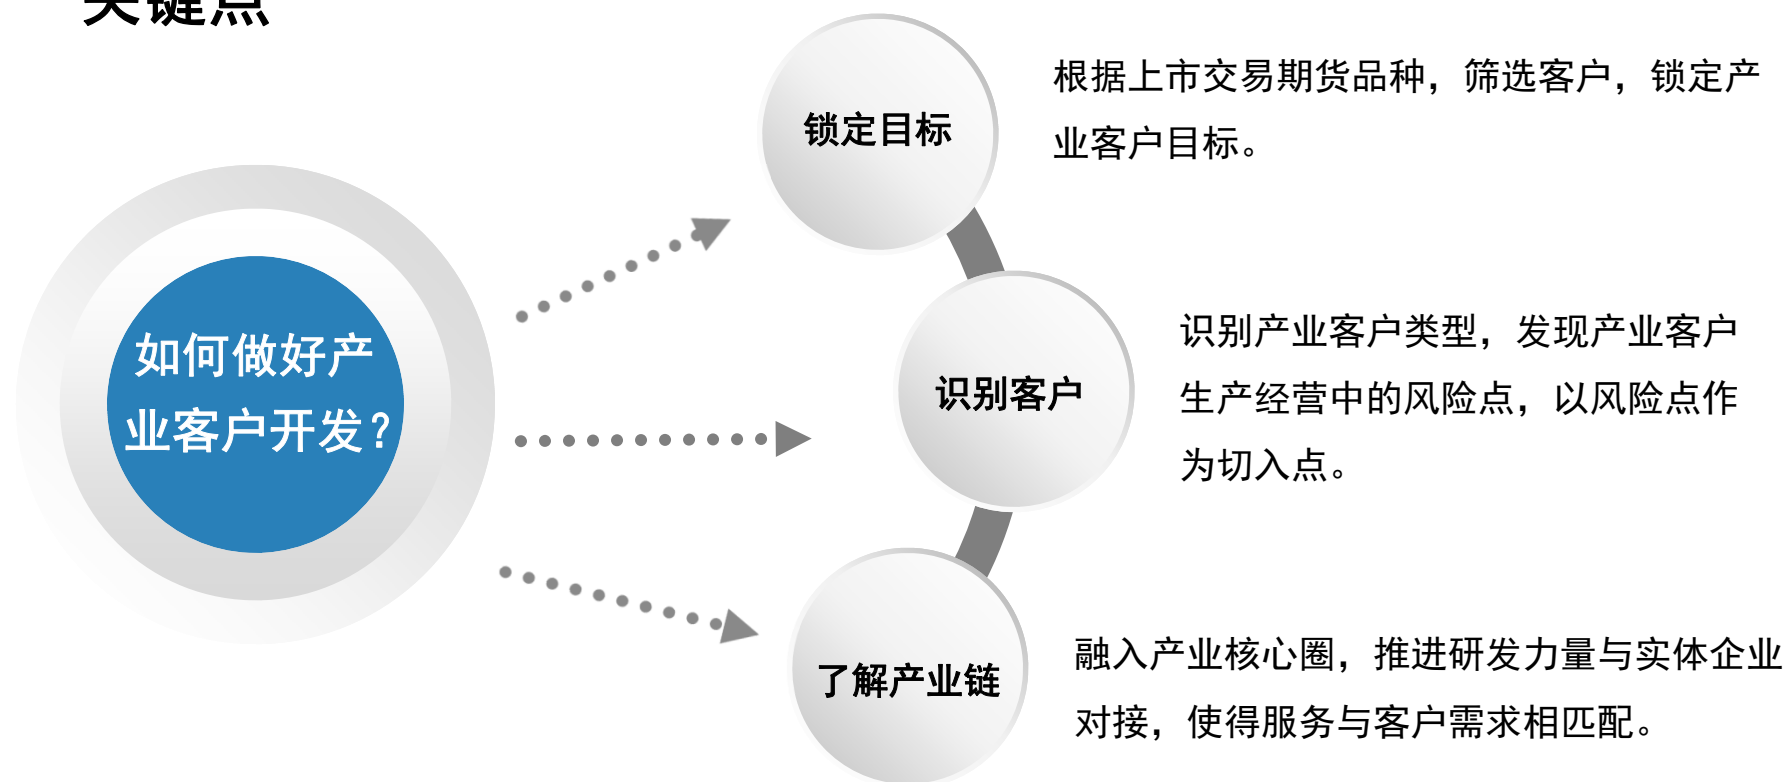 关键点
锁定目标
根据上市交易期货品种，筛选客户，锁定产
业客户目标。
如何做好产
业客户开发？
识别客户
识别产业客户类型，发现产业客户
生产经营中的风险点，以风险点作
为切入点。
了解产业链
融入产业核心圈，推进研发力量与实体企业
对接，使得服务与客户需求相匹配。